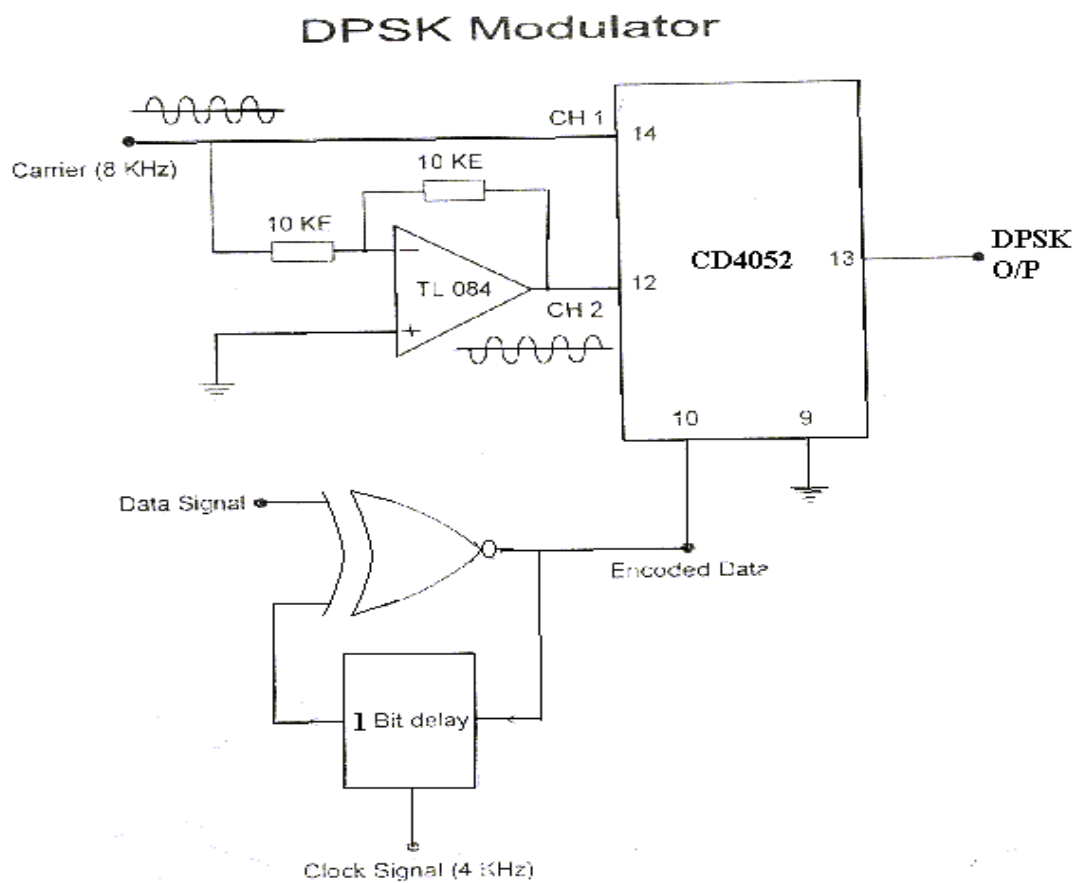 DPSK Modulator
CH 1
14
Carrier (8 KHz)
10 KE
10 KE
TL 084
CH 2
12
CD4052
13
DPSK
O/P
10
9
Data Signal
Encoded Data
1 Bit delay
Clock Signal (4 KHz)